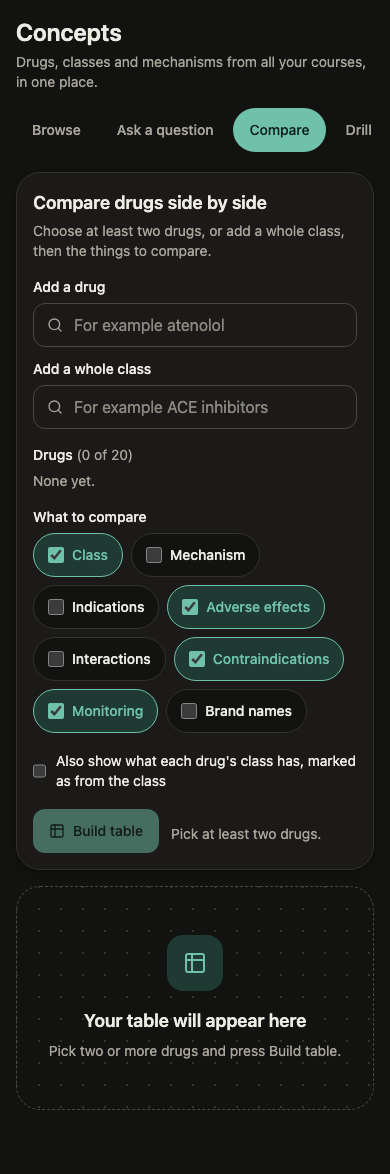 Concepts
Drugs, classes and mechanisms from all your courses,
in one place.
Browse
Ask a question
Compare
Drill
Compare drugs side by side
Choose at least two drugs, or add a whole class,
then the things to compare.
Add a drug
For example atenolol
Add a whole class
For example ACE inhibitors
Drugs (0 of 20)
None yet.
What to compare
Class
Mechanism
Indications
Adverse effects
Interactions
Contraindications
Monitoring
Brand names
Also show what each drug's class has, marked
as from the class
Build table
Pick at least two drugs.
Your table will appear here
Pick two or more drugs and press Build table.